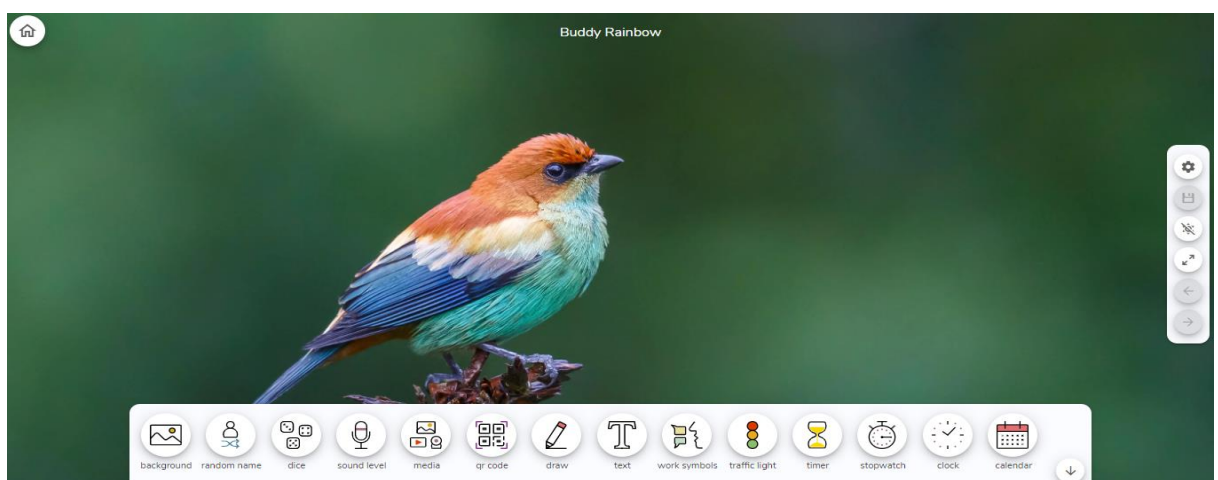 Buddy Rainbow
background random name dice sound level media qr code draw text work symbols traffic light timer stopwatch clock calendar